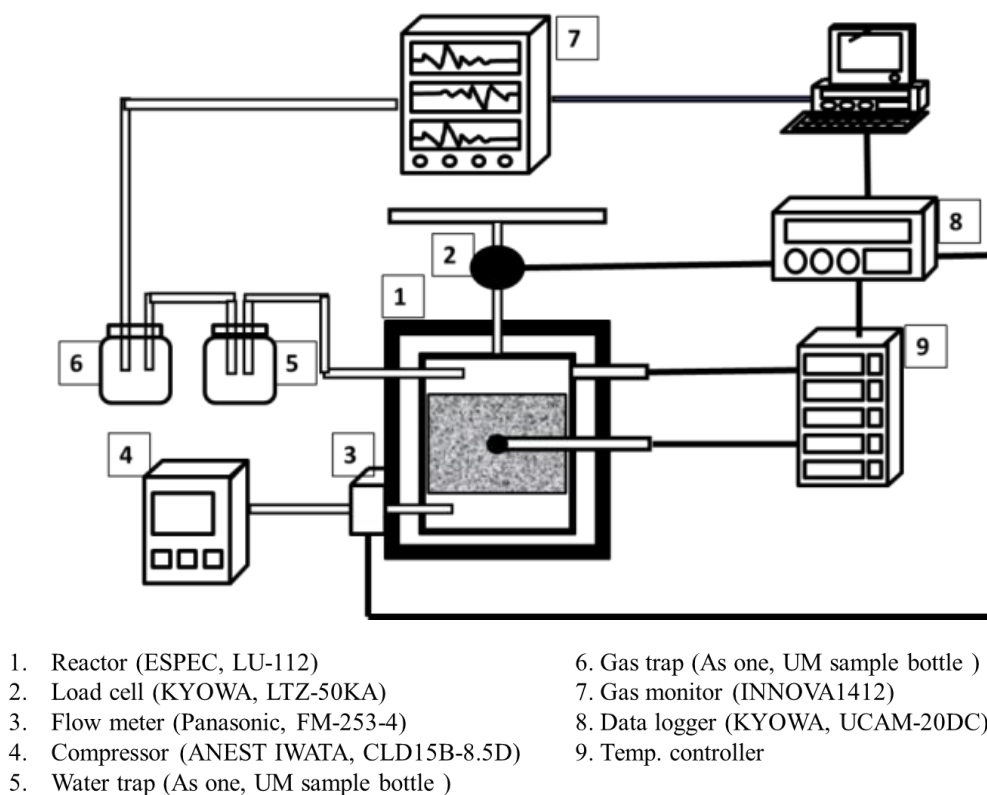 7
8
2
1
9
6
5
4
3
1. Reactor (ESPEC, LU-112)
2. Load cell (KYOWA, LTZ-50KA)
3. Flow meter (Panasonic, FM-253-4)
4. Compressor (ANEST IWATA, CLD15B-8.5D)
5. Water trap (As one, UM sample bottle )
6. Gas trap (As one, UM sample bottle )
7. Gas monitor (INNOVA1412)
8. Data logger (KYOWA, UCAM-20DC)
9. Temp. controller